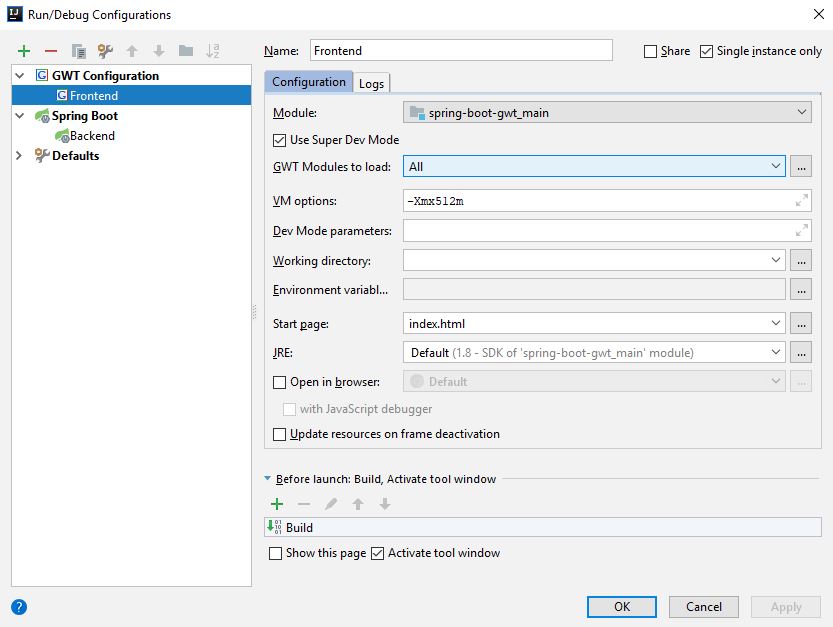 Run/Debug Configurations
Name: Frontend
Share
Single instance only
GWT Configuration
Frontend
Spring Boot
Backend
Defaults
Configuration
Logs
Module: spring-boot-gwt_main
Use Super Dev Mode
GWT Modules to load: All ...
VM options: -Xmx512m
Dev Mode parameters:
Working directory: ...
Environment variabl... ...
Start page: index.html ...
JRE: Default (1.8 - SDK of 'spring-boot-gwt_main' module) ...
Open in browser: Default ...
with JavaScript debugger
Update resources on frame deactivation
Before launch: Build, Activate tool window
Build
Show this page
Activate tool window
?
OK
Cancel
Apply